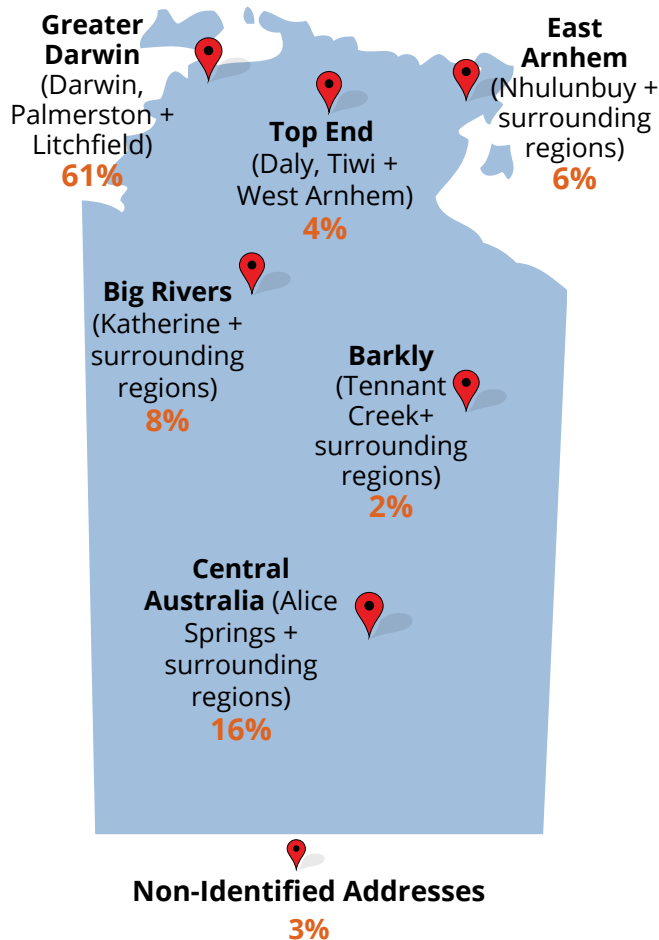 Greater
Darwin
(Darwin,
Palmerston +
Litchfield)
61%
Top End
(Daly, Tiwi +
West Arnhem)
4%
East
Arnhem
(Nhulunbuy +
surrounding
regions)
6%
Big Rivers
(Katherine +
surrounding
regions)
8%
Barkly
(Tennant
Creek+
surrounding
regions)
2%
Central
Australia (Alice
Springs +
surrounding
regions)
16%
Non-Identified Addresses
3%